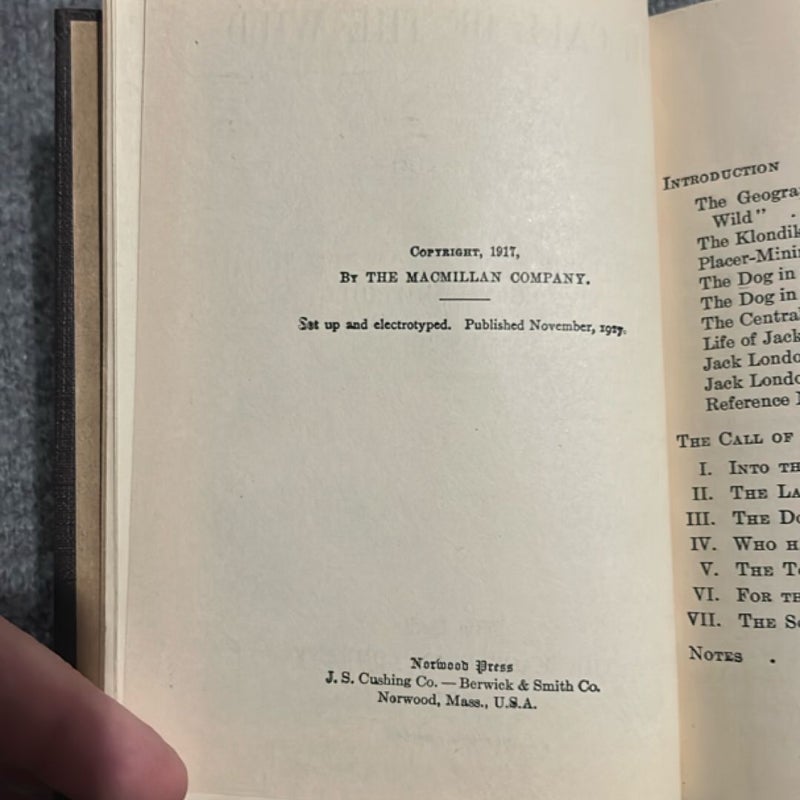 COPYRIGHT, 1917,
BY THE MACMILLAN COMPANY.
Set up and electrotyped. Published November, 1917.
Norwood Press
J. S. Cushing Co. — Berwick & Smith Co.
Norwood, Mass., U.S.A.
INTRODUCTION
The Geogra
Wild" .
The Klondik
Placer-Minin
The Dog in
The Dog in
The Central
Life of Jack
Jack Londo
Jack Londo
Reference
THE CALL OF
I. INTO TH
II. THE LA
III. THE DO
IV. WHO H
V. THE TO
VI. FOR TH
VII. THE SO
NOTES .